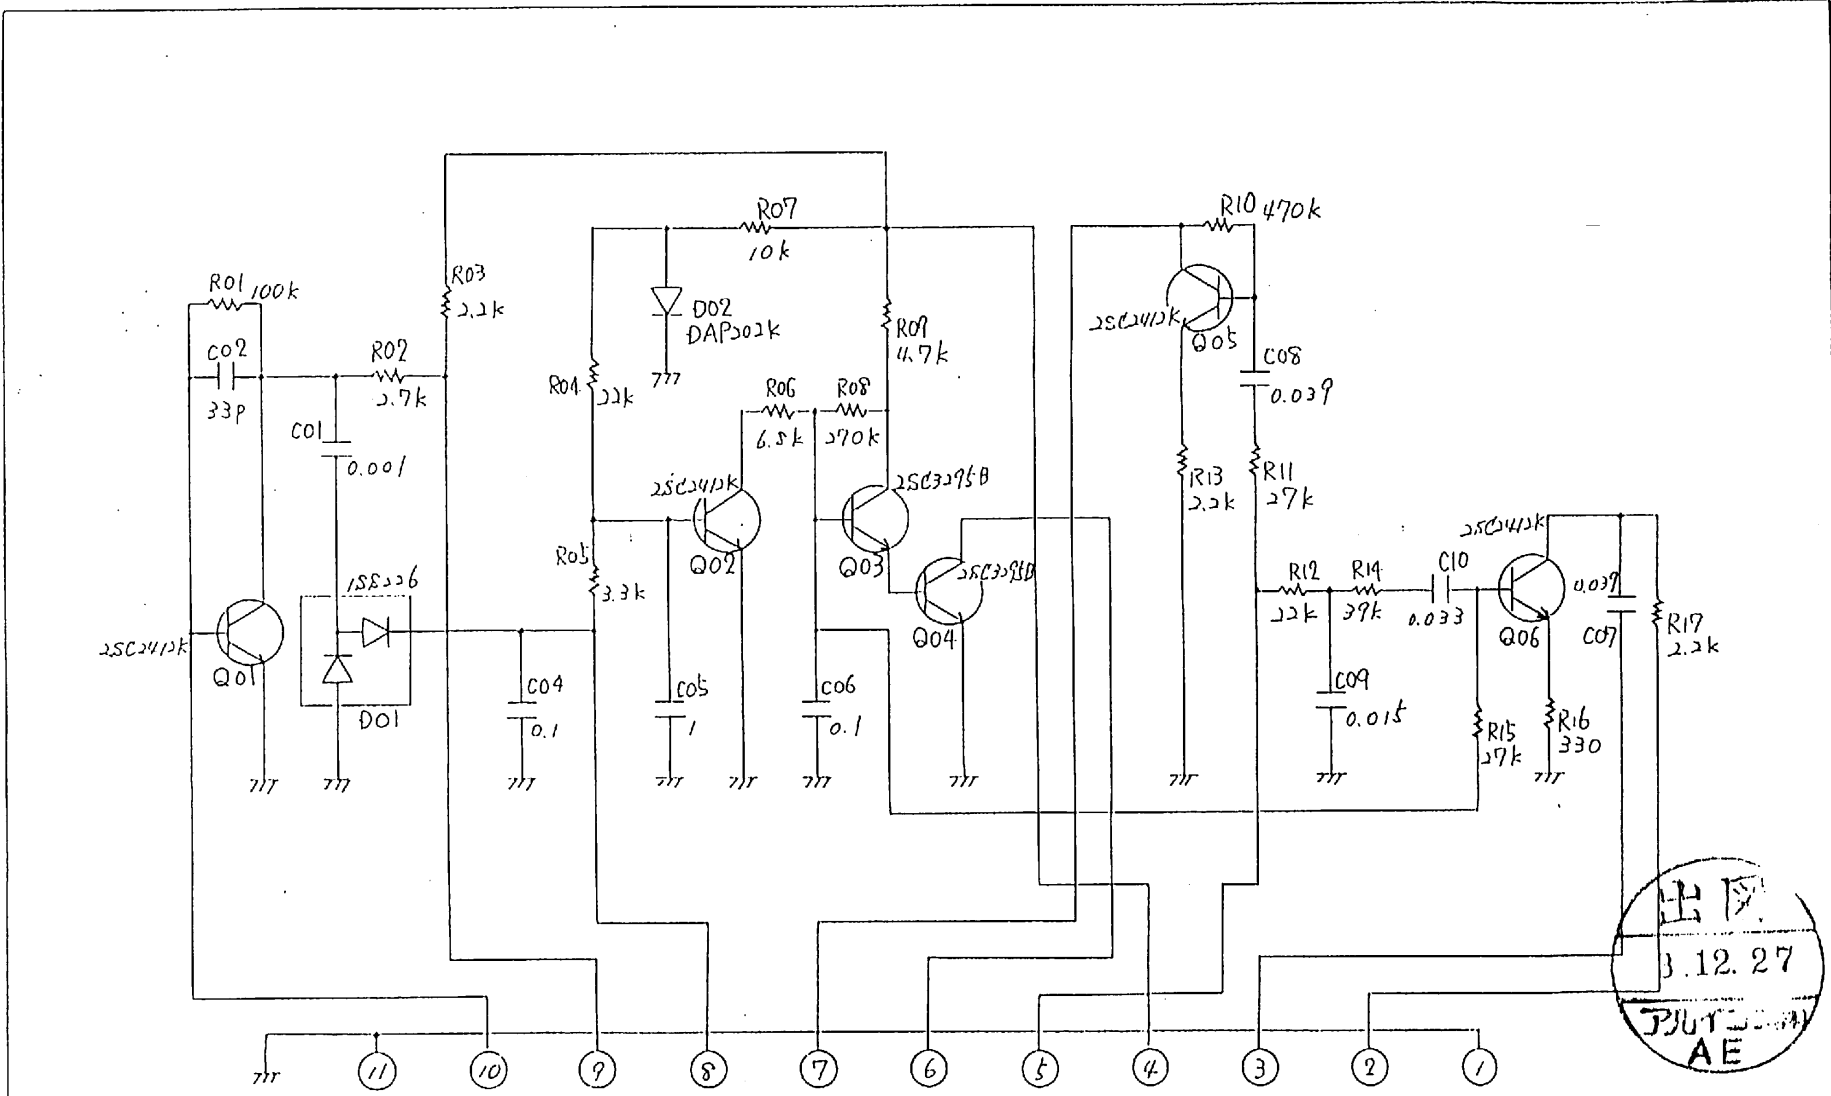 R01 100k
C02
33p
R02
2.7k
C01
0.001
R03
2.2k
1SS226
D01
2SC2412K
Q01
R07
10k
D02
DAP202K
R04 22k
R05
3.3k
C04
0.1
2SC2412K
Q02
C05
1
R06
6.8k
R08
270k
R09
4.7k
2SC3295B
Q03
2SC3295B
Q04
C06
0.1
R10 470k
2SC2412K
Q05
C08
0.039
R13
2.2k
R11
27k
R12
22k
R14
39k
C10
0.033
C09
0.015
2SC2412K
Q06
R15
27k
R16
330
0.039
C07
R17
2.2k
出図
.12.27
AE
11
10
9
8
7
6
5
4
3
2
1